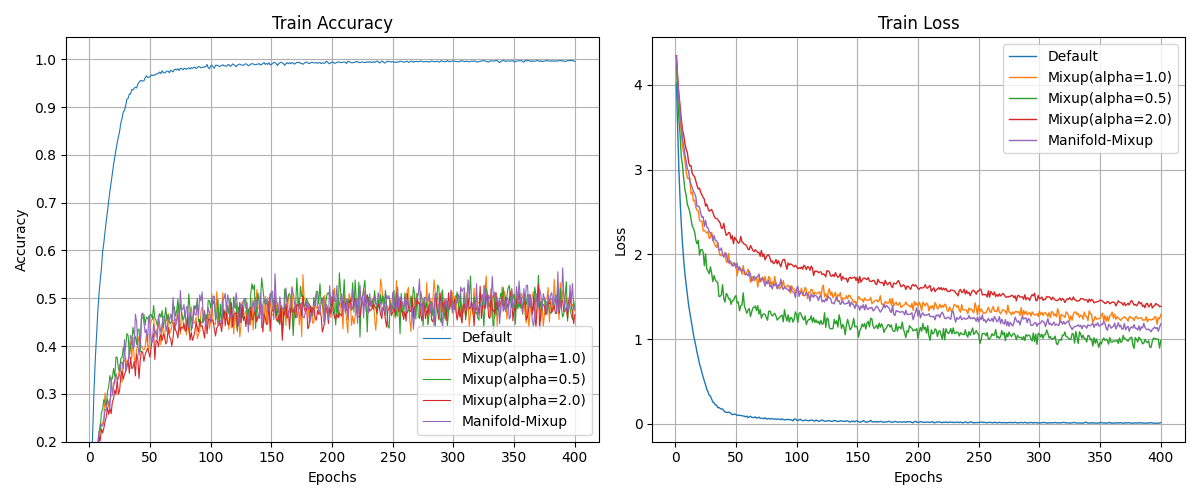 Train Accuracy
Accuracy
1.0
0.9
0.8
0.7
0.6
0.5
0.4
0.3
0.2
0 50 100 150 200 250 300 350 400
Epochs
Default
Mixup(alpha=1.0)
Mixup(alpha=0.5)
Mixup(alpha=2.0)
Manifold-Mixup
Train Loss
Loss
4
3
2
1
0
0 50 100 150 200 250 300 350 400
Epochs
Default
Mixup(alpha=1.0)
Mixup(alpha=0.5)
Mixup(alpha=2.0)
Manifold-Mixup